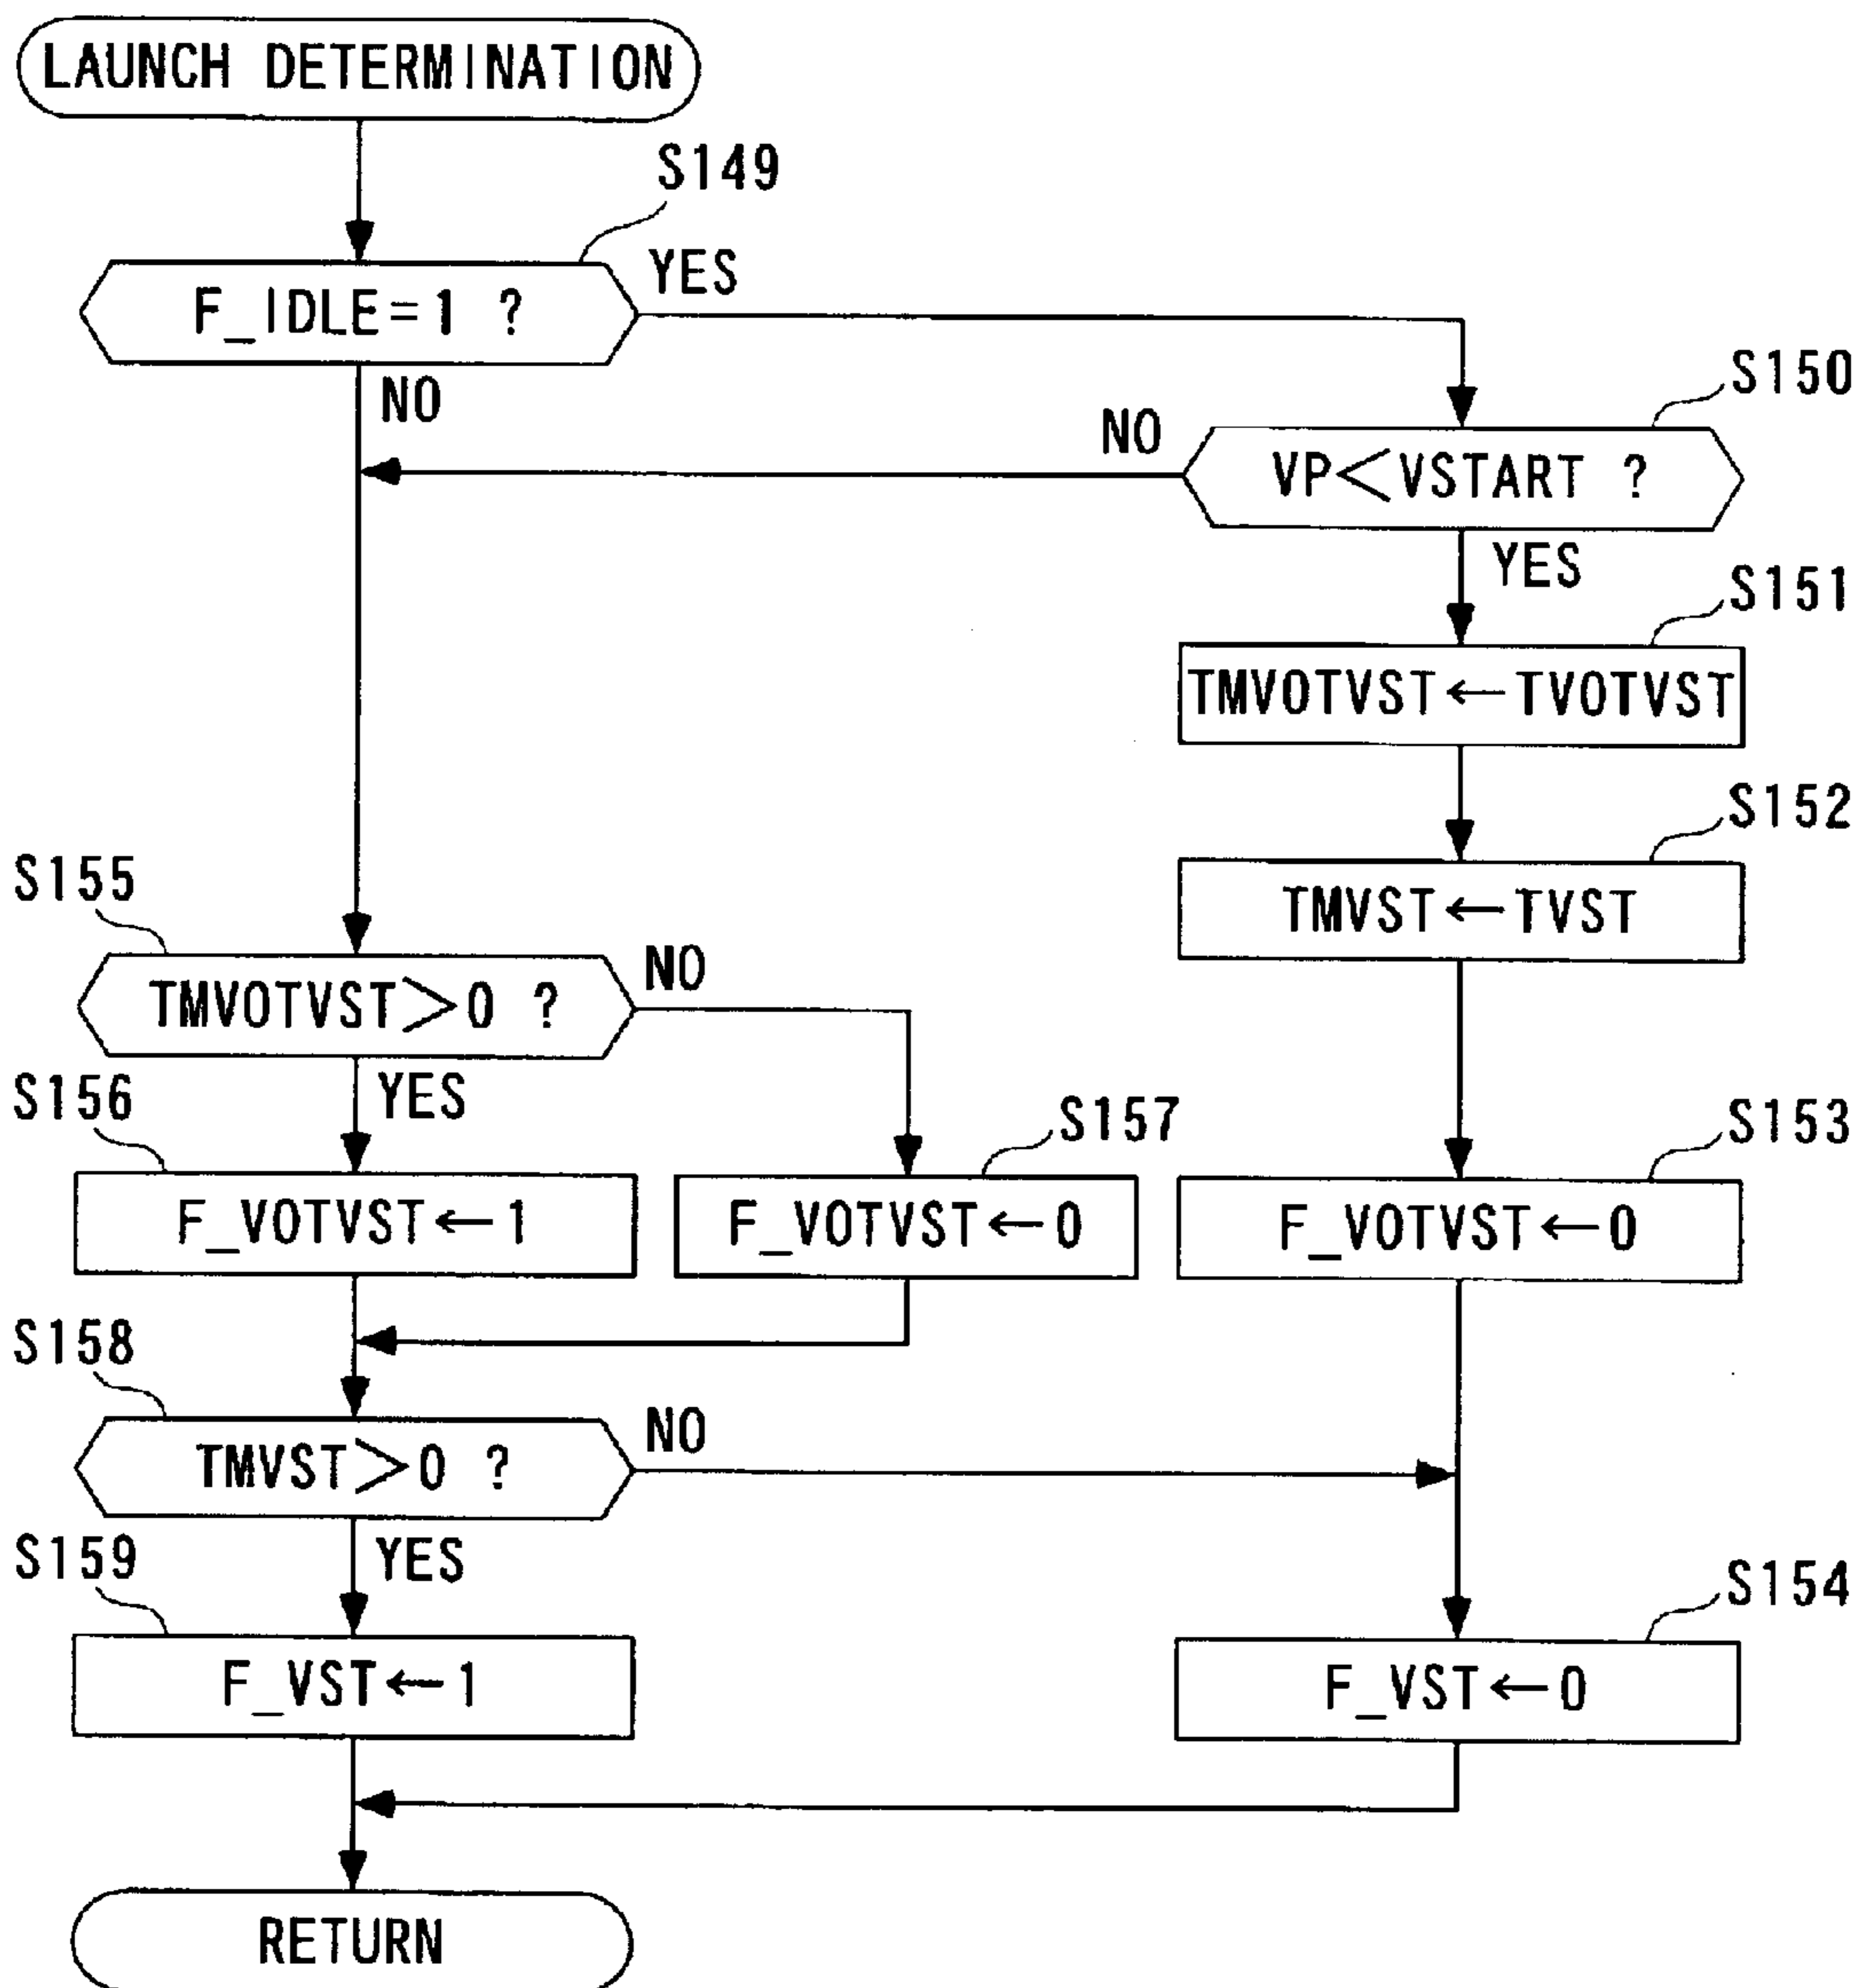 LAUNCH DETERMINATION
S149
F_IDLE=1 ?
YES
NO
S150
VP<VSTART ?
NO
YES
S151
TMVOTVST←TVOTVST
S152
TMVST←TVST
S155
TMVOTVST>0 ?
NO
YES
S156
F_VOTVST←1
S157
F_VOTVST←0
S153
F_VOTVST←0
S158
TMVST>0 ?
NO
YES
S159
F_VST←1
S154
F_VST←0
RETURN